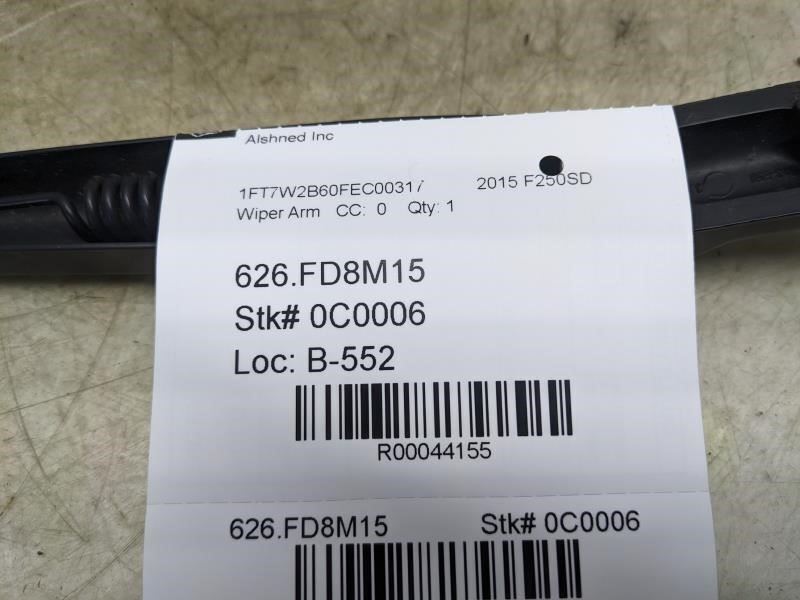 Alshned Inc
1FT7W2B60FEC00317 2015 F250SD
Wiper Arm CC: 0 Qty: 1
626.FD8M15
Stk# 0C0006
Loc: B-552
R00044155
626.FD8M15 Stk# 0C0006